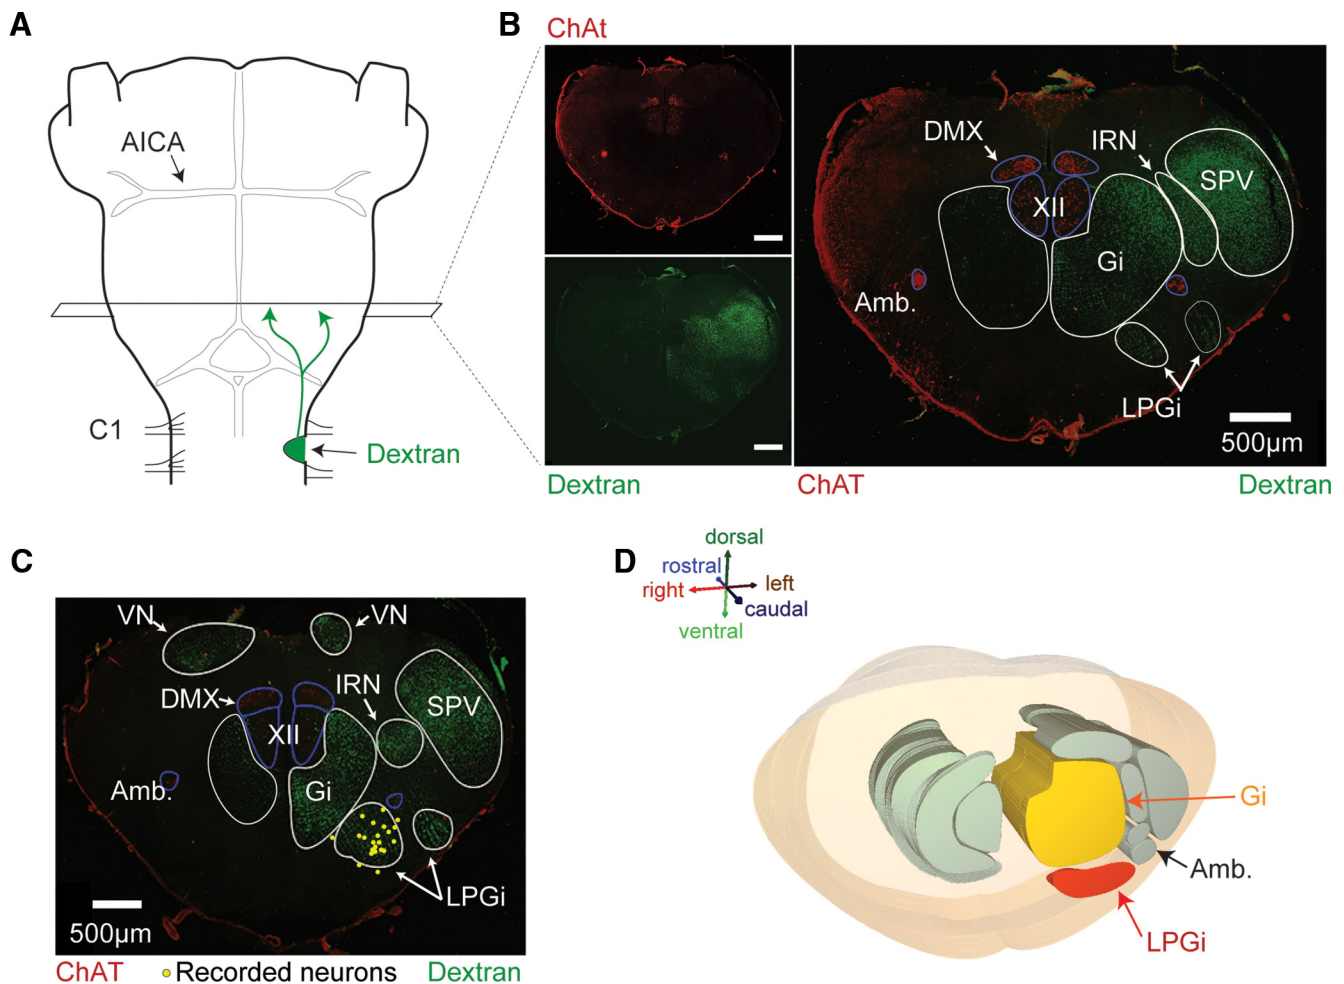 A
AICA
C1
Dextran
B
ChAt
Dextran
DMX
IRN
SPV
XII
Gi
Amb.
LPGi
500µm
ChAT
Dextran
C
VN
VN
DMX
IRN
SPV
XII
Amb.
Gi
LPGi
500µm
ChAT
Recorded neurons
Dextran
D
dorsal
rostral
left
right
caudal
ventral
Gi
Amb.
LPGi